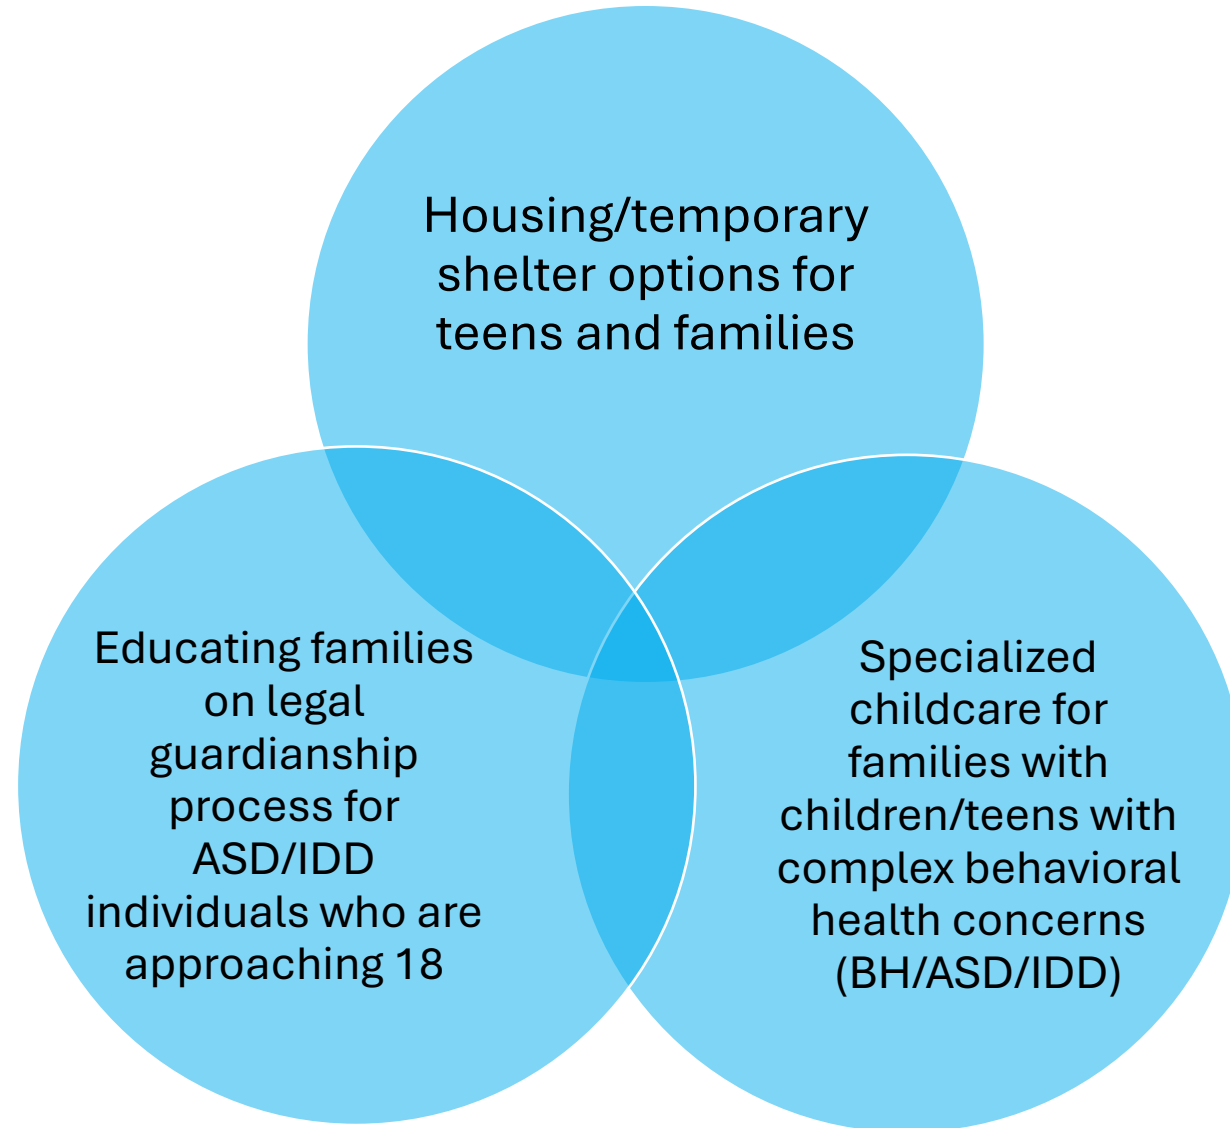 Housing/temporary
shelter options for
teens and families
Educating families
on legal
guardianship
process for
ASD/IDD
individuals who are
approaching 18
Specialized
childcare for
families with
children/teens with
complex behavioral
health concerns
(BH/ASD/IDD)